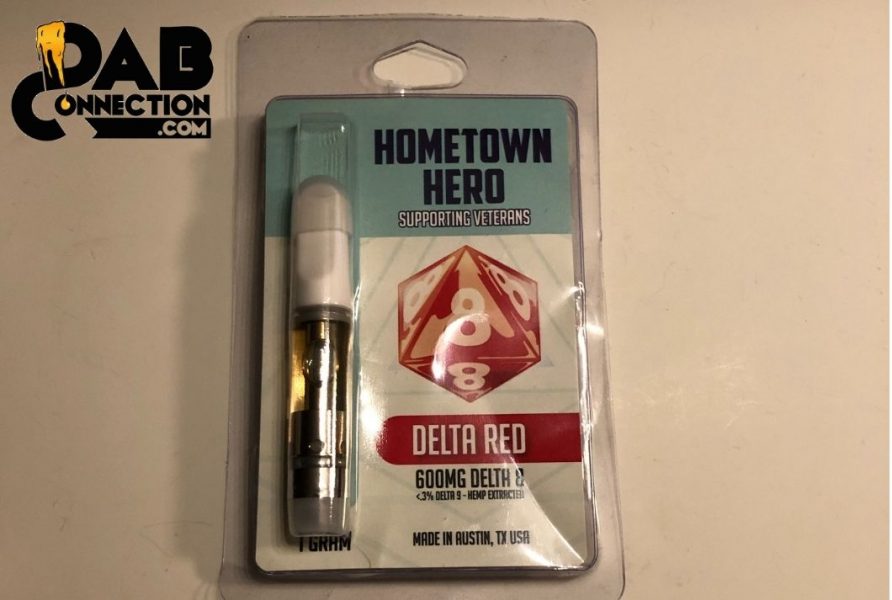 DAB
CONNECTION
.COM
HOMETOWN
HERO
SUPPORTING VETERANS
8 8 8
8
DELTA RED
600MG DELTA 8
<.3% DELTA 9 - HEMP EXTRACTED
1 GRAM
MADE IN AUSTIN, TX USA